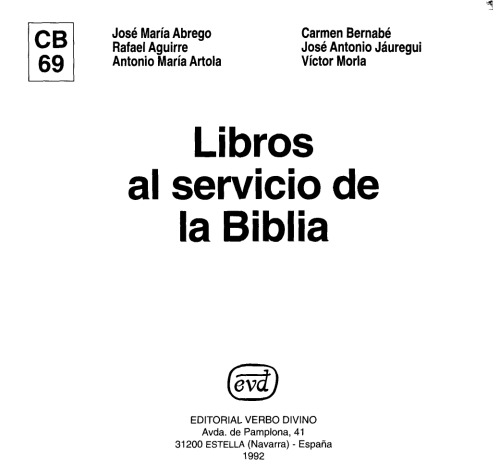 CB
69
José María Abrego
Rafael Aguirre
Antonio María Artola
Carmen Bernabé
José Antonio Jáuregui
Víctor Morla
Libros
al servicio de
la Biblia
evd
EDITORIAL VERBO DIVINO
Avda. de Pamplona, 41
31200 ESTELLA (Navarra) - España
1992